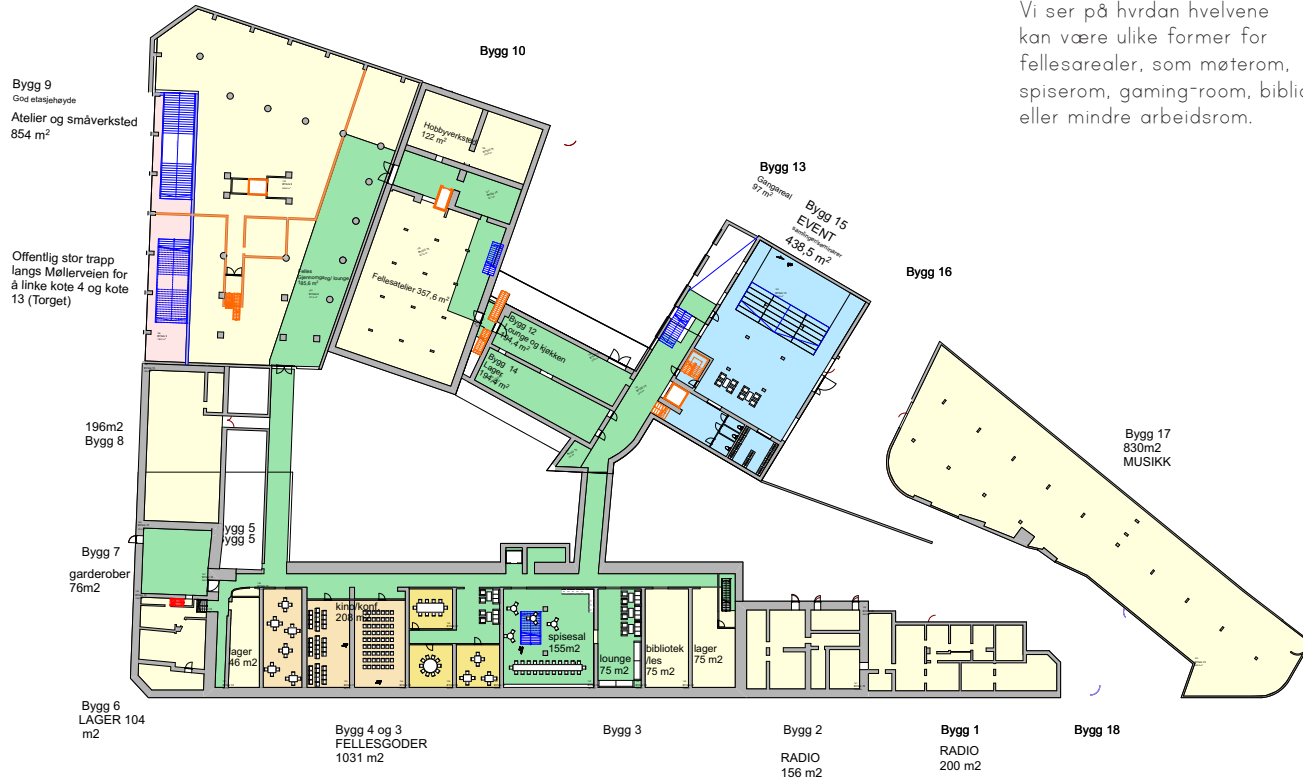 Vi ser på hvrdan hvelvene
kan være ulike former for
fellesarealer, som møterom,
spiserom, gaming-room, biblio
eller mindre arbeidsrom.
Bygg 10
Bygg 9
God etasjehøyde
Atelier og småverksted
854 m²
Hobbyverksted
122 m²
Bygg 13
Gangareal
97 m²
Bygg 15
EVENT
438,5 m²
Bygg 16
Offentlig stor trapp
langs Møllerveien for
å linke kote 4 og kote
13 (Torget)
Felles
Fellesatelier 357,6 m²
Bygg 12
Lounge og kjøkken
194,4 m²
Bygg 14
Lager
194,4 m²
196m2
Bygg 8
Bygg 17
830m2
MUSIKK
Bygg 5
Bygg 5
Bygg 7
garderober
76m2
kino/konf
208 m2
lager
46 m2
spisesal
155m2
lounge
75 m2
bibliotek
/les
75 m2
lager
75 m2
Bygg 6
LAGER 104
m2
Bygg 4 og 3
FELLESGODER
1031 m2
Bygg 3
Bygg 2
RADIO
156 m2
Bygg 1
RADIO
200 m2
Bygg 18